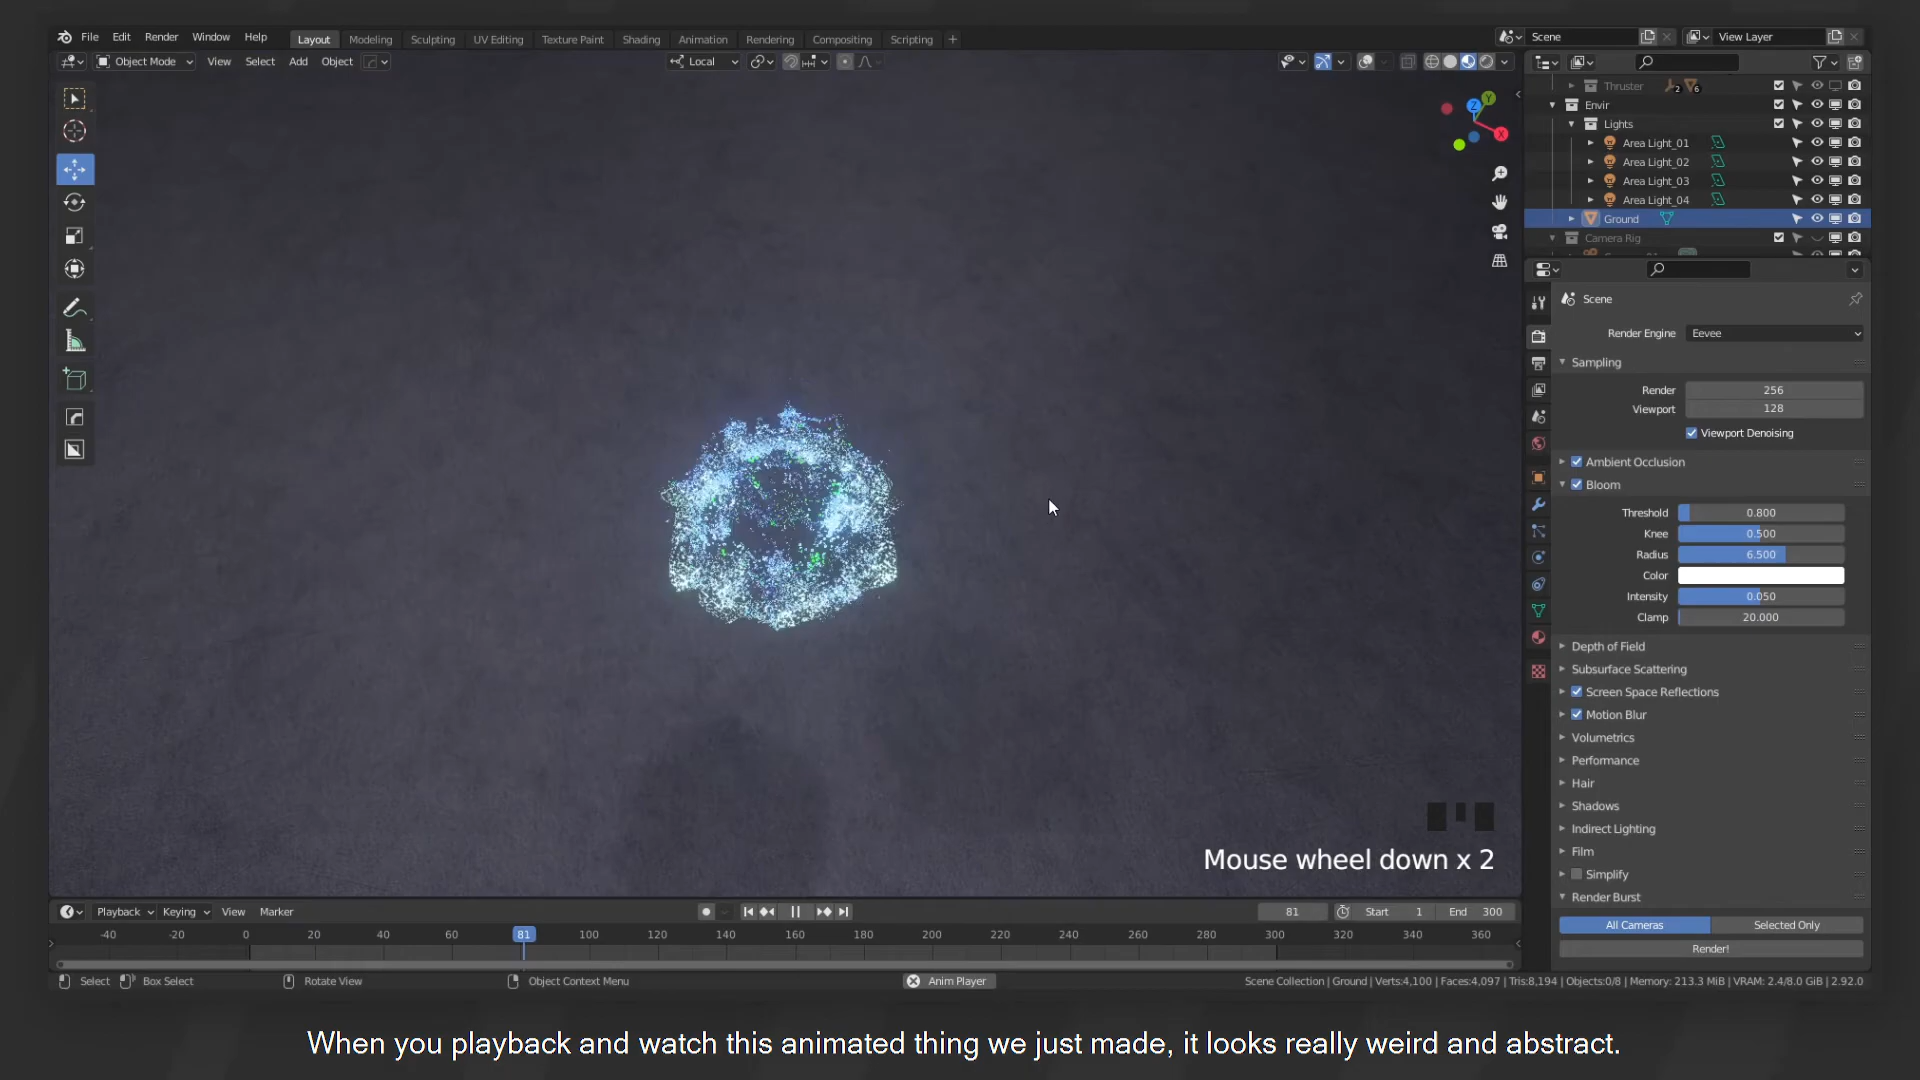 File Edit Render Window Help Layout Modeling Sculpting UV Editing Texture Paint Shading Animation Rendering Compositing Scripting + Scene View Layer
Object Mode View Select Add Object Local
Thruster 2 6
Envir
Lights
Area Light_01
Area Light_02
Area Light_03
Area Light_04
Ground
Camera Rig
Y
Z
X
Scene
Render Engine Eevee
Sampling
Render 256
Viewport 128
Viewport Denoising
Ambient Occlusion
Bloom
Threshold 0.800
Knee 0.500
Radius 6.500
Color
Intensity 0.050
Clamp 20.000
Depth of Field
Subsurface Scattering
Screen Space Reflections
Motion Blur
Volumetrics
Performance
Hair
Shadows
Indirect Lighting
Film
Simplify
Render Burst
All Cameras Selected Only
Render!
Mouse wheel down x 2
Playback Keying View Marker 81 Start 1 End 300
-40 -20 0 20 40 60 81 100 120 140 160 180 200 220 240 260 280 300 320 340 360
Select Box Select Rotate View Object Context Menu Anim Player Scene Collection | Ground | Verts:4,100 | Faces:4,097 | Tris:8,194 | Objects:0/8 | Memory: 213.3 MiB | VRAM: 2.4/8.0 GiB | 2.92.0
When you playback and watch this animated thing we just made, it looks really weird and abstract.